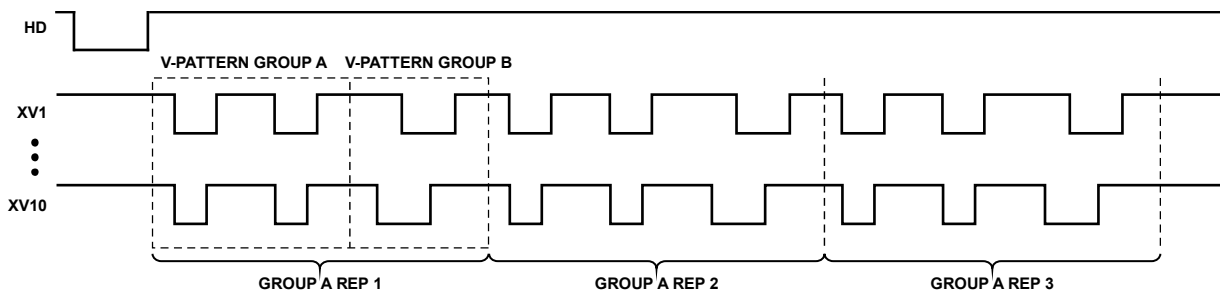 HD
V-PATTERN GROUP A V-PATTERN GROUP B
XV1
XV10
GROUP A REP 1 GROUP A REP 2 GROUP A REP 3